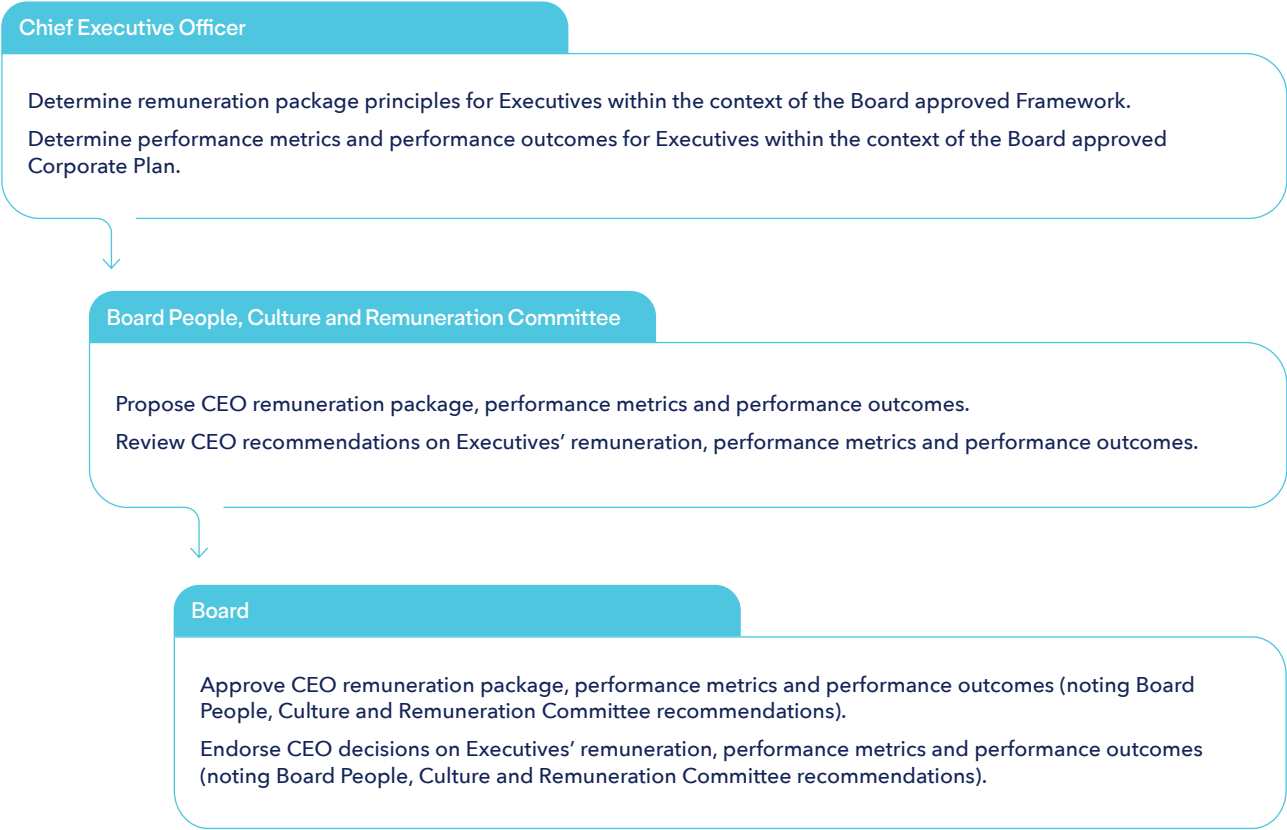 Chief Executive Officer
Determine remuneration package principles for Executives within the context of the Board approved Framework.
Determine performance metrics and performance outcomes for Executives within the context of the Board approved
Corporate Plan.
Board People, Culture and Remuneration Committee
Propose CEO remuneration package, performance metrics and performance outcomes.
Review CEO recommendations on Executives’ remuneration, performance metrics and performance outcomes.
Board
Approve CEO remuneration package, performance metrics and performance outcomes (noting Board
People, Culture and Remuneration Committee recommendations).
Endorse CEO decisions on Executives’ remuneration, performance metrics and performance outcomes
(noting Board People, Culture and Remuneration Committee recommendations).